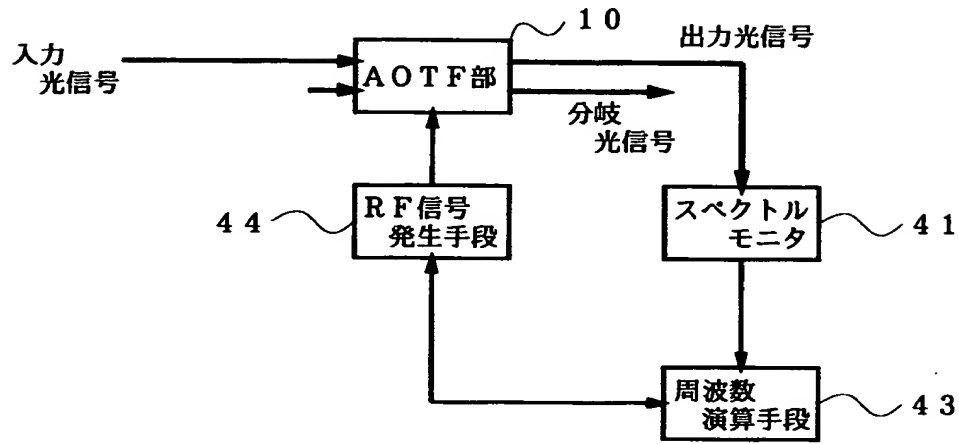 １０
入力
光信号
ＡＯＴＦ部
出力光信号
分岐
光信号
４４
ＲＦ信号
発生手段
スペクトル
モニタ
４１
周波数
演算手段
４３